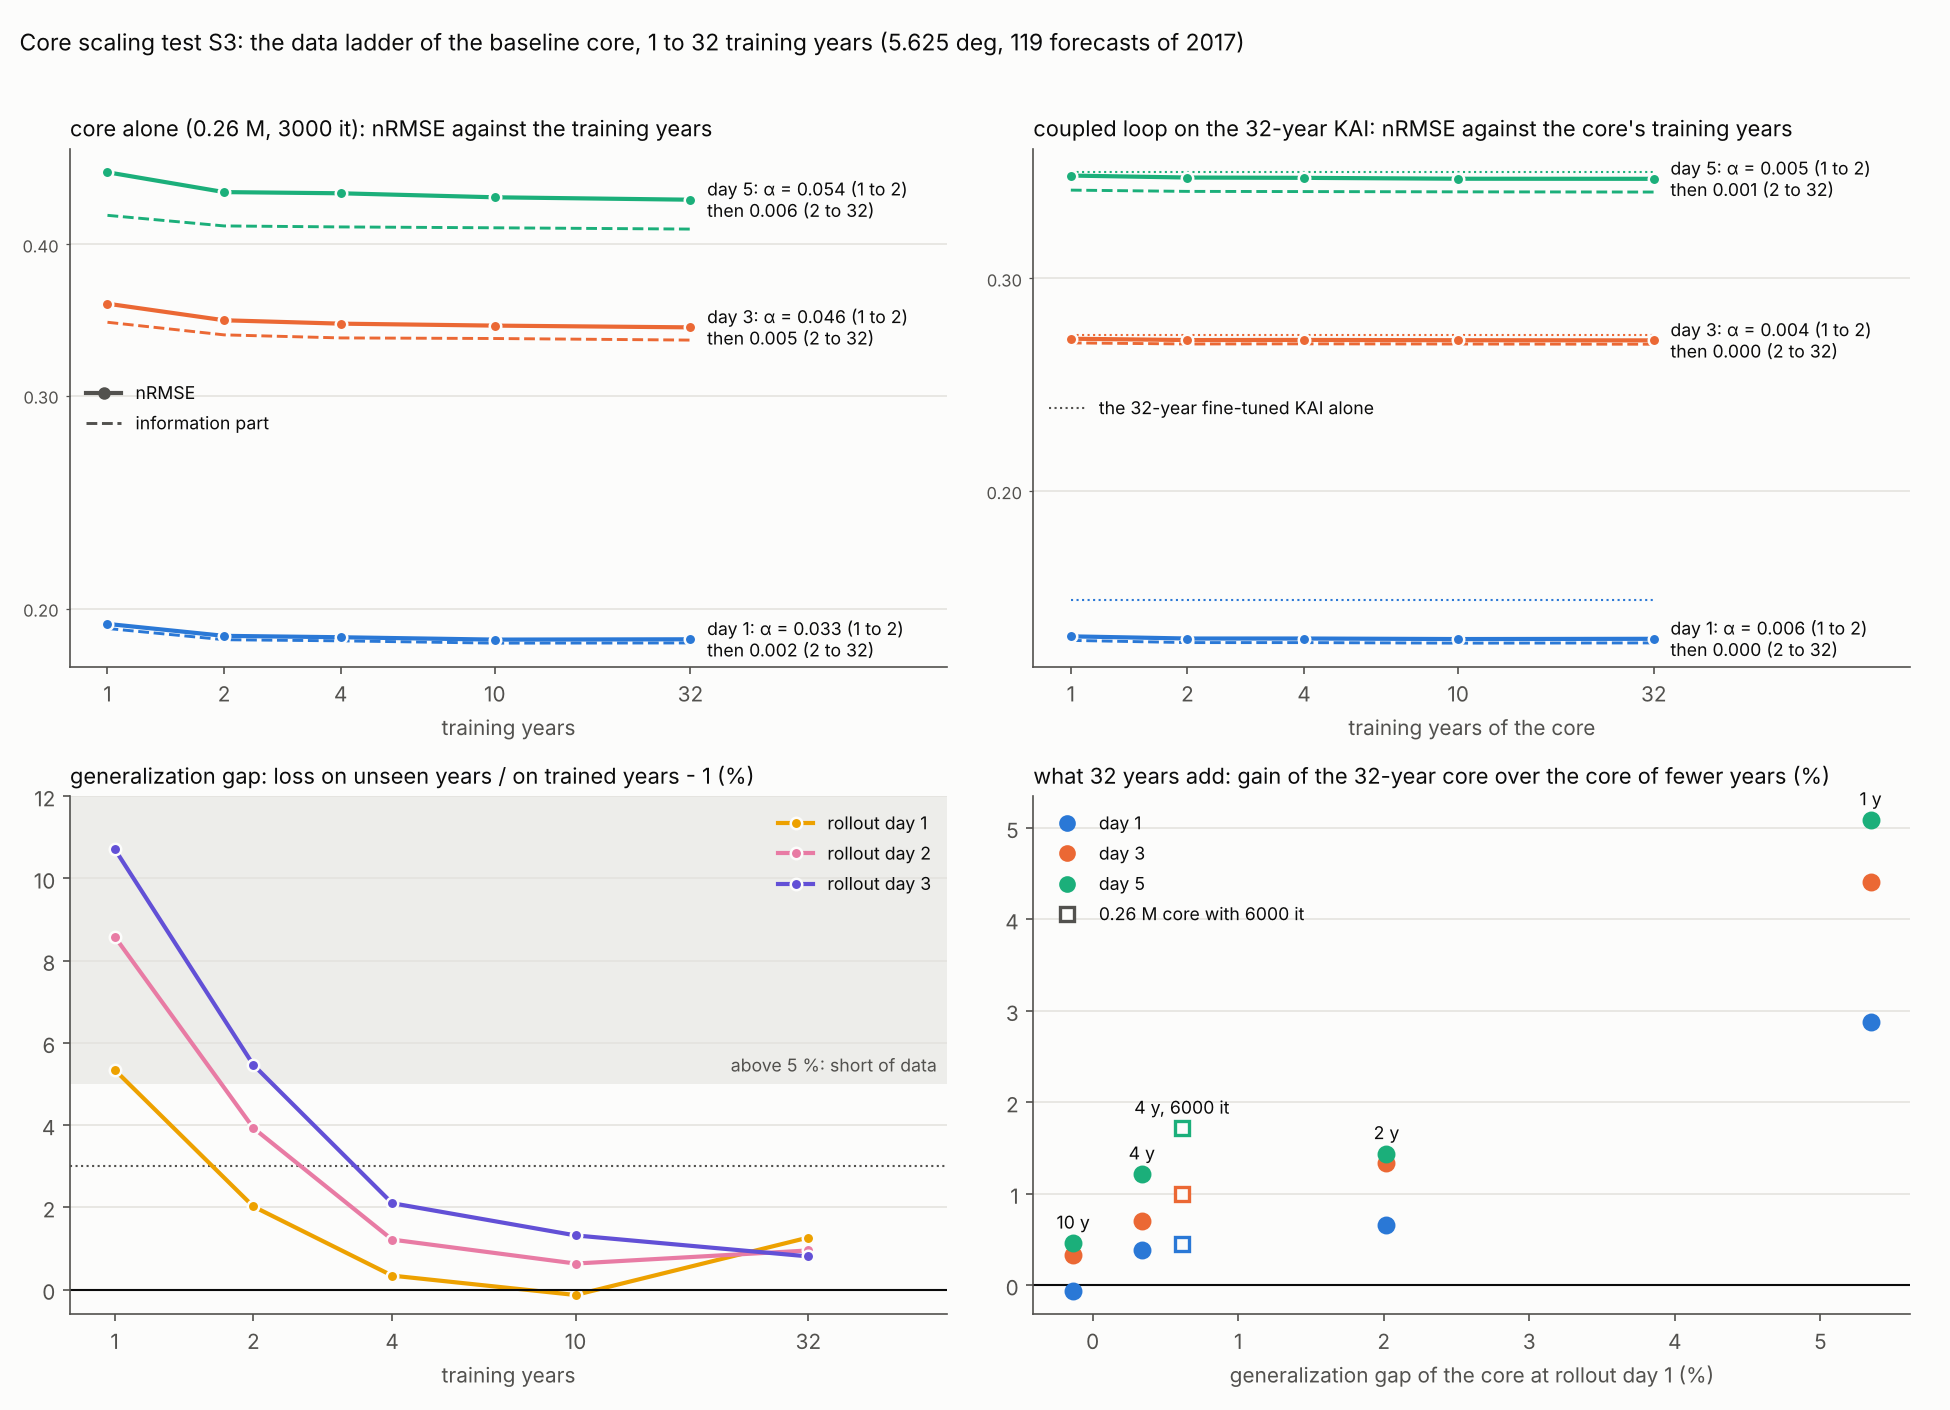 Core scaling test S3: the data ladder of the baseline core, 1 to 32 training years (5.625 deg, 119 forecasts of 2017)
core alone (0.26 M, 3000 it): nRMSE against the training years
0.40
0.30
0.20
day 5: α = 0.054 (1 to 2)
then 0.006 (2 to 32)
day 3: α = 0.046 (1 to 2)
then 0.005 (2 to 32)
nRMSE
information part
day 1: α = 0.033 (1 to 2)
then 0.002 (2 to 32)
1 2 4 10 32
training years
coupled loop on the 32-year KAI: nRMSE against the core's training years
0.30
0.20
day 5: α = 0.005 (1 to 2)
then 0.001 (2 to 32)
day 3: α = 0.004 (1 to 2)
then 0.000 (2 to 32)
the 32-year fine-tuned KAI alone
day 1: α = 0.006 (1 to 2)
then 0.000 (2 to 32)
1 2 4 10 32
training years of the core
generalization gap: loss on unseen years / on trained years - 1 (%)
12
10
8
6
4
2
0
rollout day 1
rollout day 2
rollout day 3
above 5 %: short of data
1 2 4 10 32
training years
what 32 years add: gain of the 32-year core over the core of fewer years (%)
5
4
3
2
1
0
day 1
day 3
day 5
0.26 M core with 6000 it
1 y
4 y, 6000 it
2 y
4 y
10 y
0 1 2 3 4 5
generalization gap of the core at rollout day 1 (%)